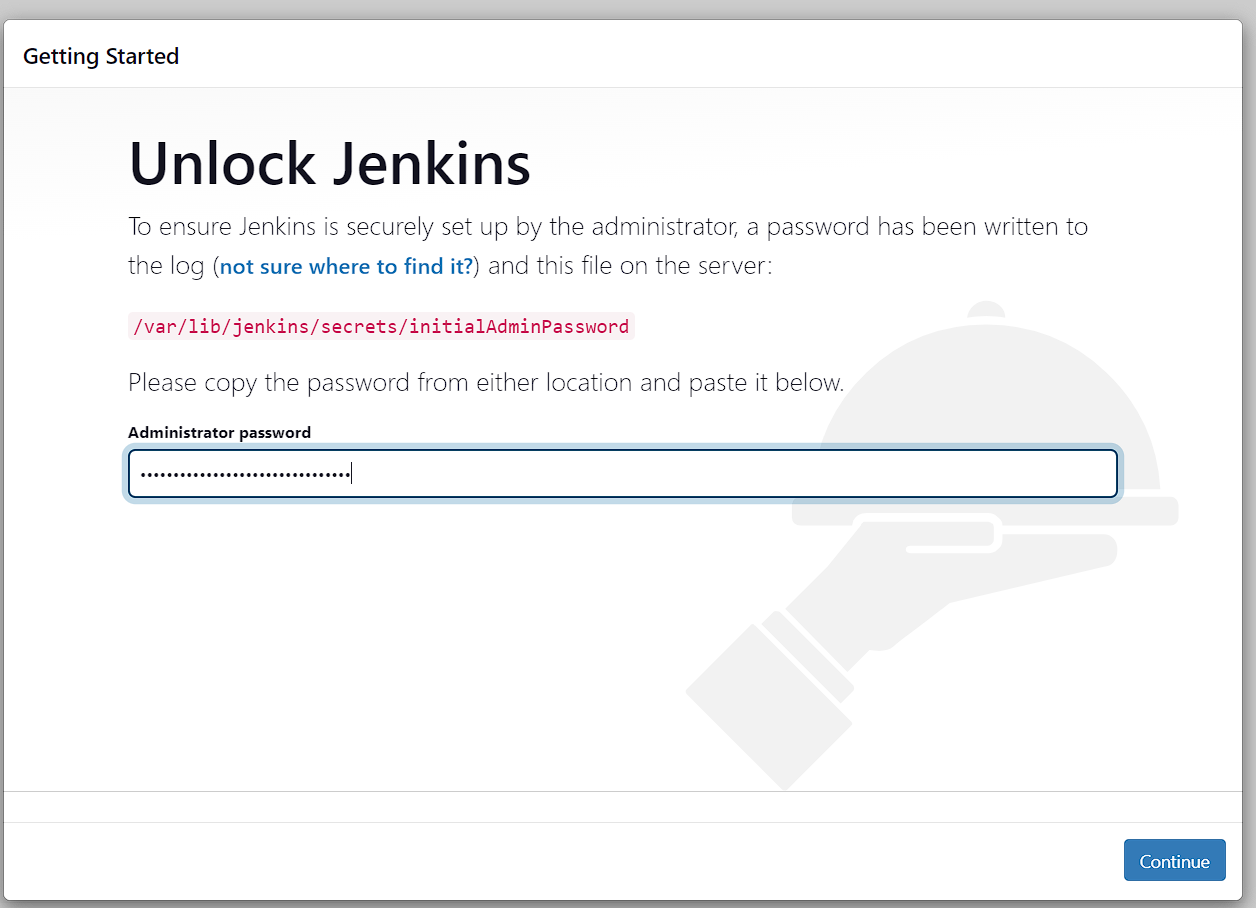 Getting Started
Unlock Jenkins
To ensure Jenkins is securely set up by the administrator, a password has been written to
the log (not sure where to find it?) and this file on the server:
/var/lib/jenkins/secrets/initialAdminPassword
Please copy the password from either location and paste it below.
Administrator password
••••••••••••••••••••••••••••••••
Continue